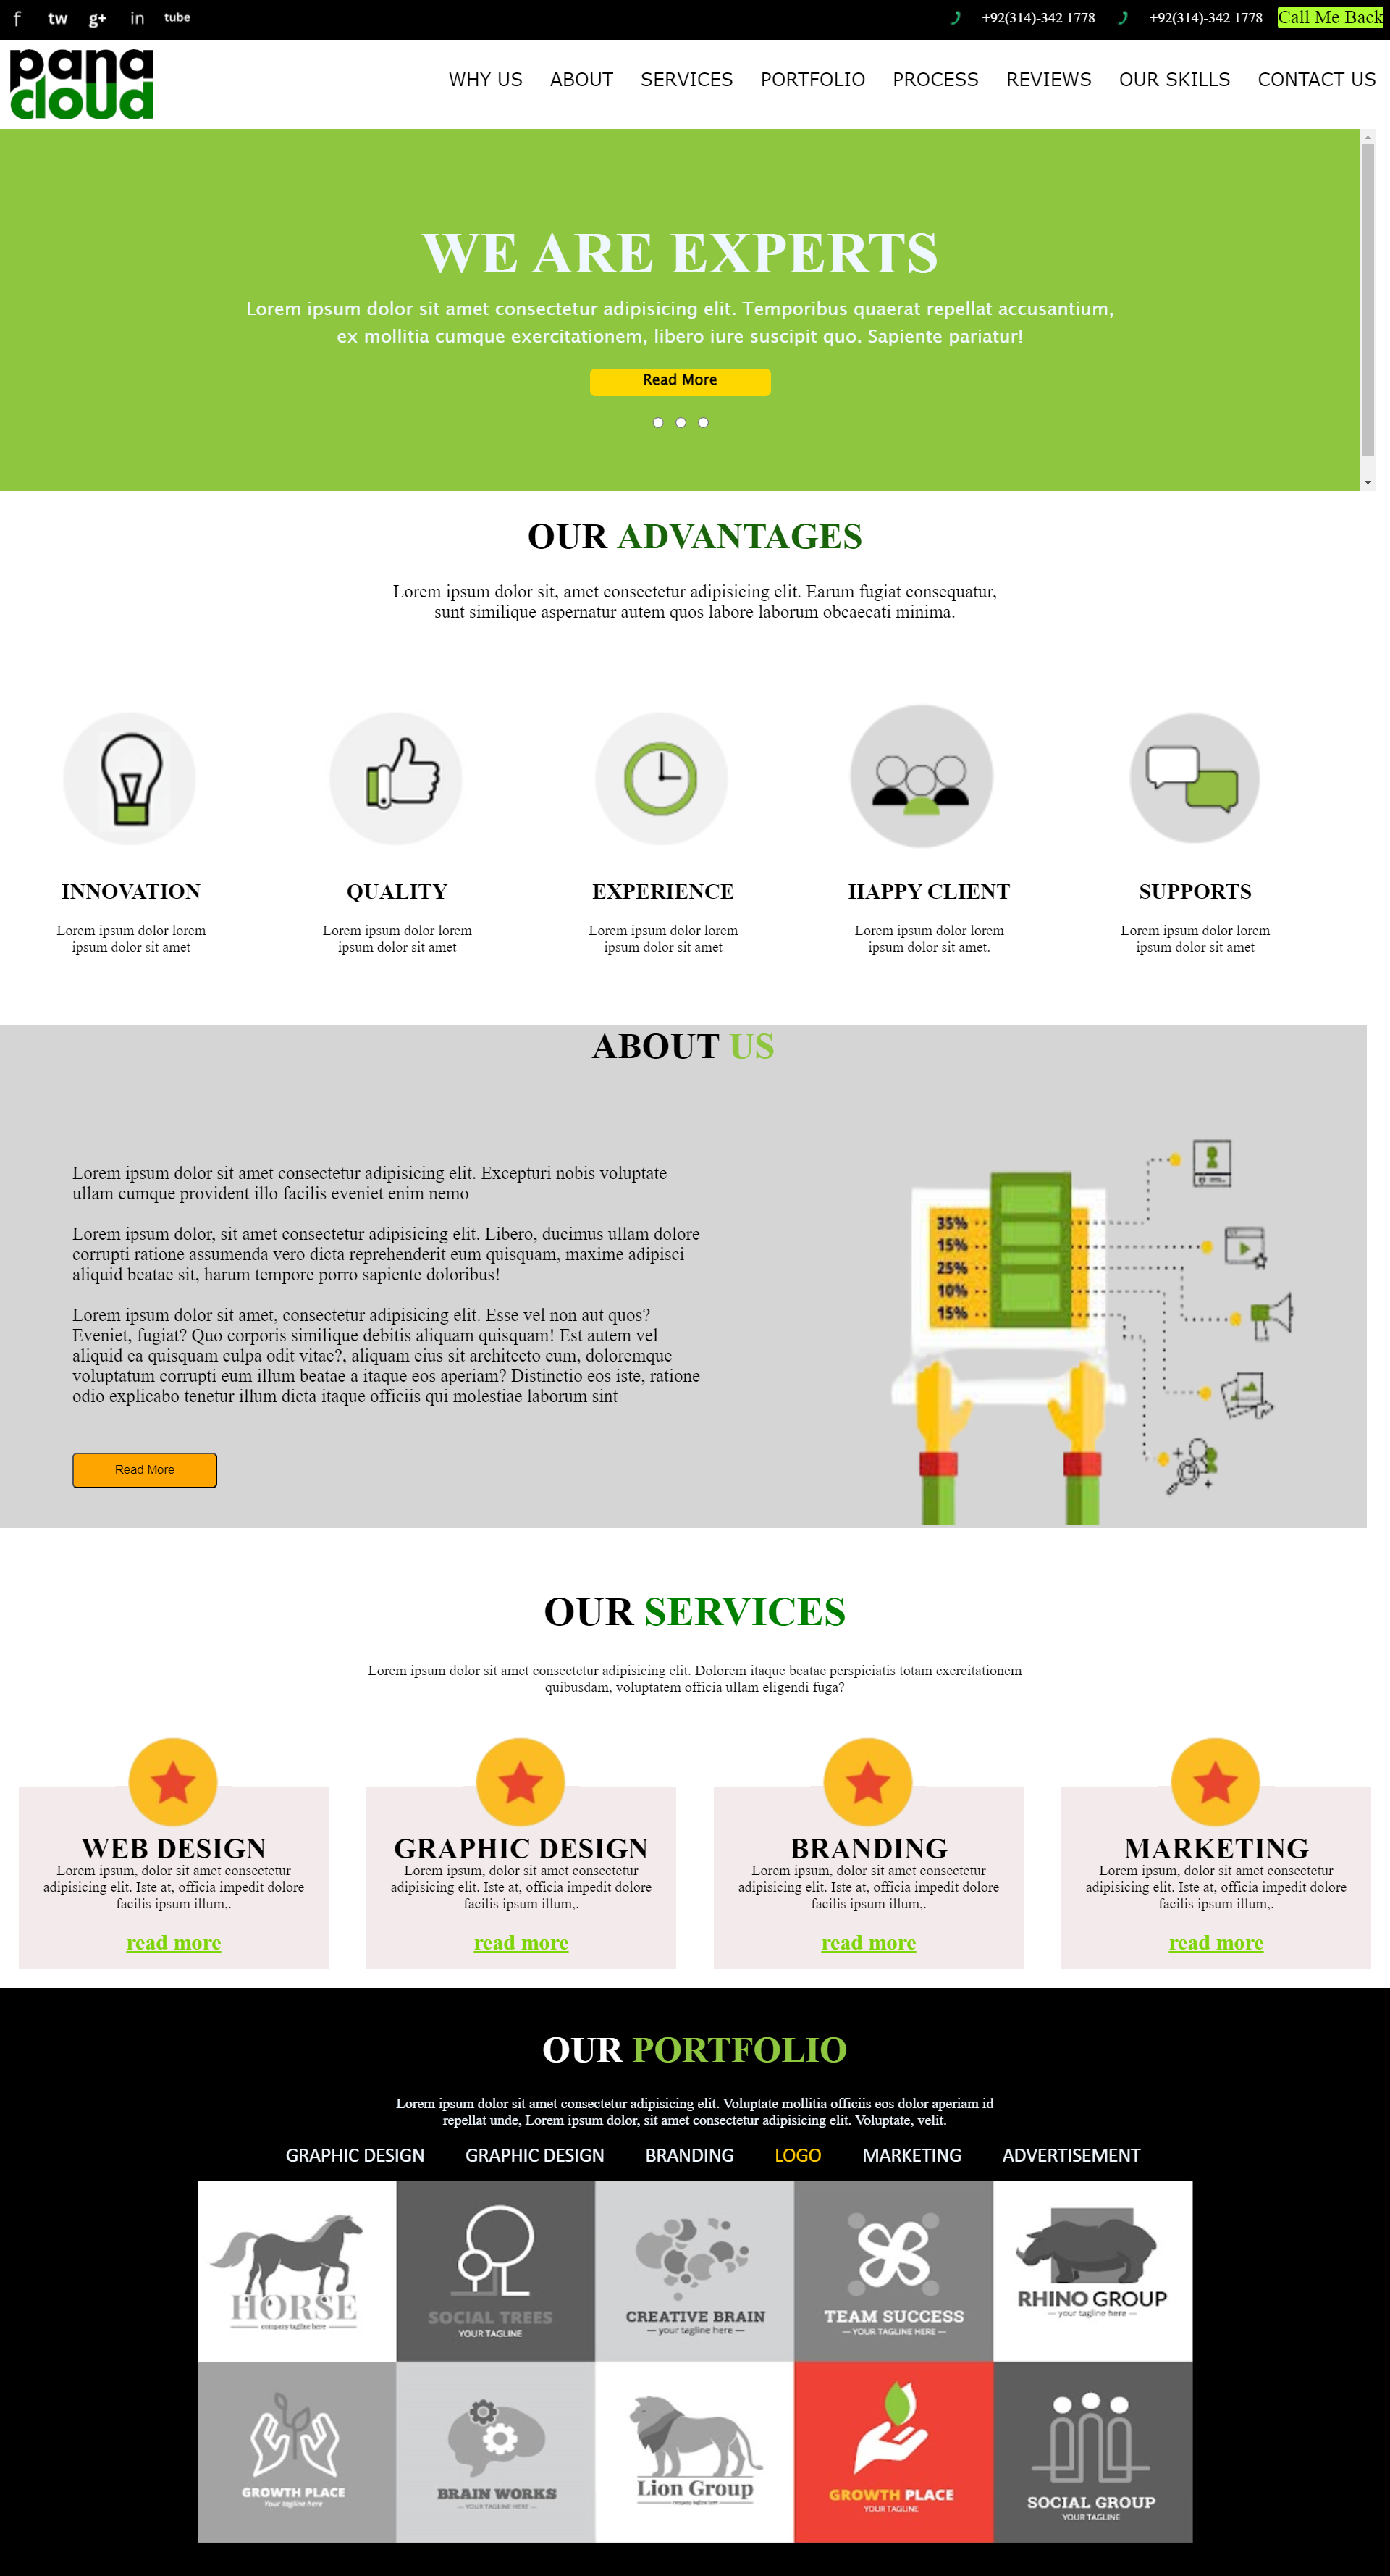 f tw g+ in tube +92(314)-342 1778 +92(314)-342 1778 Call Me Back
pana
cloud
WHY US ABOUT SERVICES PORTFOLIO PROCESS REVIEWS OUR SKILLS CONTACT US
WE ARE EXPERTS
Lorem ipsum dolor sit amet consectetur adipisicing elit. Temporibus quaerat repellat accusantium,
ex mollitia cumque exercitationem, libero iure suscipit quo. Sapiente pariatur!
Read More
OUR ADVANTAGES
Lorem ipsum dolor sit, amet consectetur adipisicing elit. Earum fugiat consequatur,
sunt similique aspernatur autem quos labore laborum obcaecati minima.
INNOVATION
Lorem ipsum dolor lorem
ipsum dolor sit amet
QUALITY
Lorem ipsum dolor lorem
ipsum dolor sit amet
EXPERIENCE
Lorem ipsum dolor lorem
ipsum dolor sit amet
HAPPY CLIENT
Lorem ipsum dolor lorem
ipsum dolor sit amet.
SUPPORTS
Lorem ipsum dolor lorem
ipsum dolor sit amet
ABOUT US
Lorem ipsum dolor sit amet consectetur adipisicing elit. Excepturi nobis voluptate
ullam cumque provident illo facilis eveniet enim nemo
Lorem ipsum dolor, sit amet consectetur adipisicing elit. Libero, ducimus ullam dolore
corrupti ratione assumenda vero dicta reprehenderit eum quisquam, maxime adipisci
aliquid beatae sit, harum tempore porro sapiente doloribus!
Lorem ipsum dolor sit amet, consectetur adipisicing elit. Esse vel non aut quos?
Eveniet, fugiat? Quo corporis similique debitis aliquam quisquam! Est autem vel
aliquid ea quisquam culpa odit vitae?, aliquam eius sit architecto cum, doloremque
voluptatum corrupti eum illum beatae a itaque eos aperiam? Distinctio eos iste, ratione
odio explicabo tenetur illum dicta itaque officiis qui molestiae laborum sint
Read More
35%
15%
25%
10%
15%
OUR SERVICES
Lorem ipsum dolor sit amet consectetur adipisicing elit. Dolorem itaque beatae perspiciatis totam exercitationem
quibusdam, voluptatem officia ullam eligendi fuga?
WEB DESIGN
Lorem ipsum, dolor sit amet consectetur
adipisicing elit. Iste at, officia impedit dolore
facilis ipsum illum,.
read more
GRAPHIC DESIGN
Lorem ipsum, dolor sit amet consectetur
adipisicing elit. Iste at, officia impedit dolore
facilis ipsum illum,.
read more
BRANDING
Lorem ipsum, dolor sit amet consectetur
adipisicing elit. Iste at, officia impedit dolore
facilis ipsum illum,.
read more
MARKETING
Lorem ipsum, dolor sit amet consectetur
adipisicing elit. Iste at, officia impedit dolore
facilis ipsum illum,.
read more
OUR PORTFOLIO
Lorem ipsum dolor sit amet consectetur adipisicing elit. Voluptate mollitia officiis eos dolor aperiam id
repellat unde, Lorem ipsum dolor, sit amet consectetur adipisicing elit. Voluptate, velit.
GRAPHIC DESIGN GRAPHIC DESIGN BRANDING LOGO MARKETING ADVERTISEMENT
HORSE
company tagline here
SOCIAL TREES
YOUR TAGLINE
CREATIVE BRAIN
— your tagline here —
TEAM SUCCESS
— YOUR TAGLINE HERE —
RHINO GROUP
— your tagline here —
GROWTH PLACE
Your tagline here
BRAIN WORKS
— YOUR TAGLINE HERE —
Lion Group
company tagline here
GROWTH PLACE
YOUR TAGLINE
SOCIAL GROUP
YOUR TAGLINE